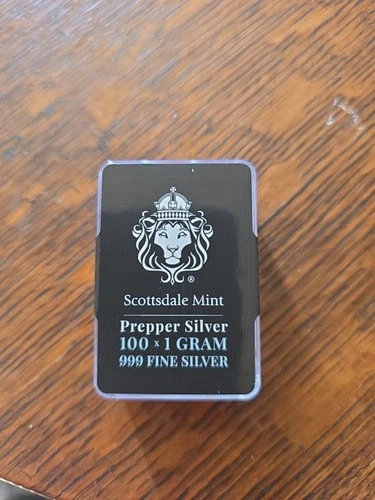 ®
Scottsdale Mint
Prepper Silver
100 x 1 GRAM
999 FINE SILVER